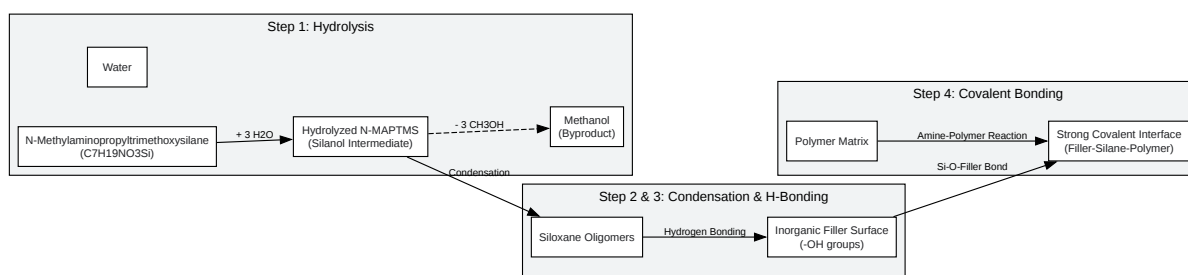 Step 1: Hydrolysis
Water
N-Methylaminopropyltrimethoxysilane
(C7H19NO3Si)
+ 3 H2O
Hydrolyzed N-MAPTMS
(Silanol Intermediate)
- 3 CH3OH
Methanol
(Byproduct)
Condensation
Step 2 & 3: Condensation & H-Bonding
Siloxane Oligomers
Hydrogen Bonding
Inorganic Filler Surface
(-OH groups)
Si-O-Filler Bond
Step 4: Covalent Bonding
Polymer Matrix
Amine-Polymer Reaction
Strong Covalent Interface
(Filler-Silane-Polymer)